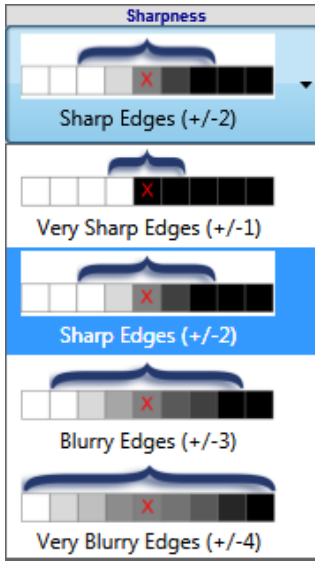 Sharpness
X
Sharp Edges (+/-2)
X
Very Sharp Edges (+/-1)
X
Sharp Edges (+/-2)
X
Blurry Edges (+/-3)
X
Very Blurry Edges (+/-4)